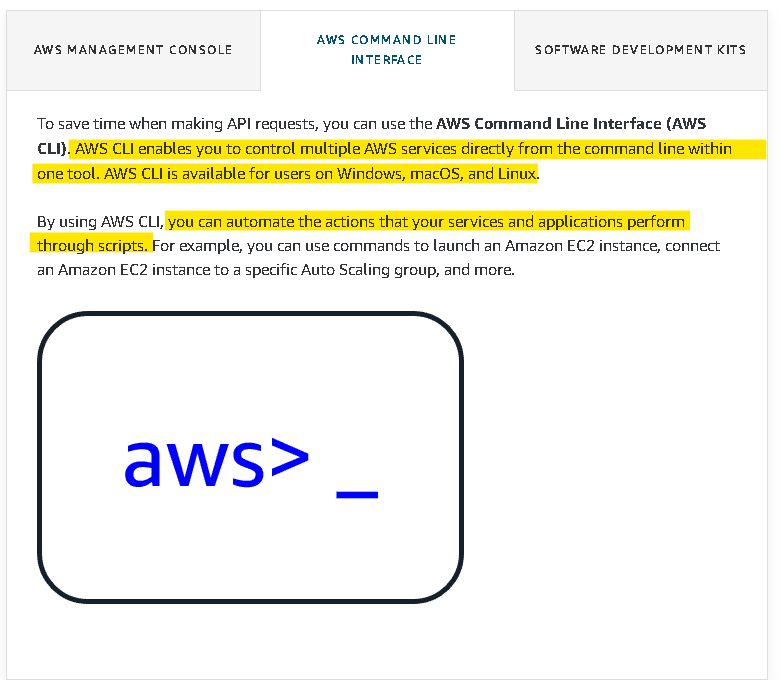 AWS MANAGEMENT CONSOLE
AWS COMMAND LINE
INTERFACE
SOFTWARE DEVELOPMENT KITS
To save time when making API requests, you can use the AWS Command Line Interface (AWS
CLI). AWS CLI enables you to control multiple AWS services directly from the command line within
one tool. AWS CLI is available for users on Windows, macOS, and Linux.
By using AWS CLI, you can automate the actions that your services and applications perform
through scripts. For example, you can use commands to launch an Amazon EC2 instance, connect
an Amazon EC2 instance to a specific Auto Scaling group, and more.
aws> _